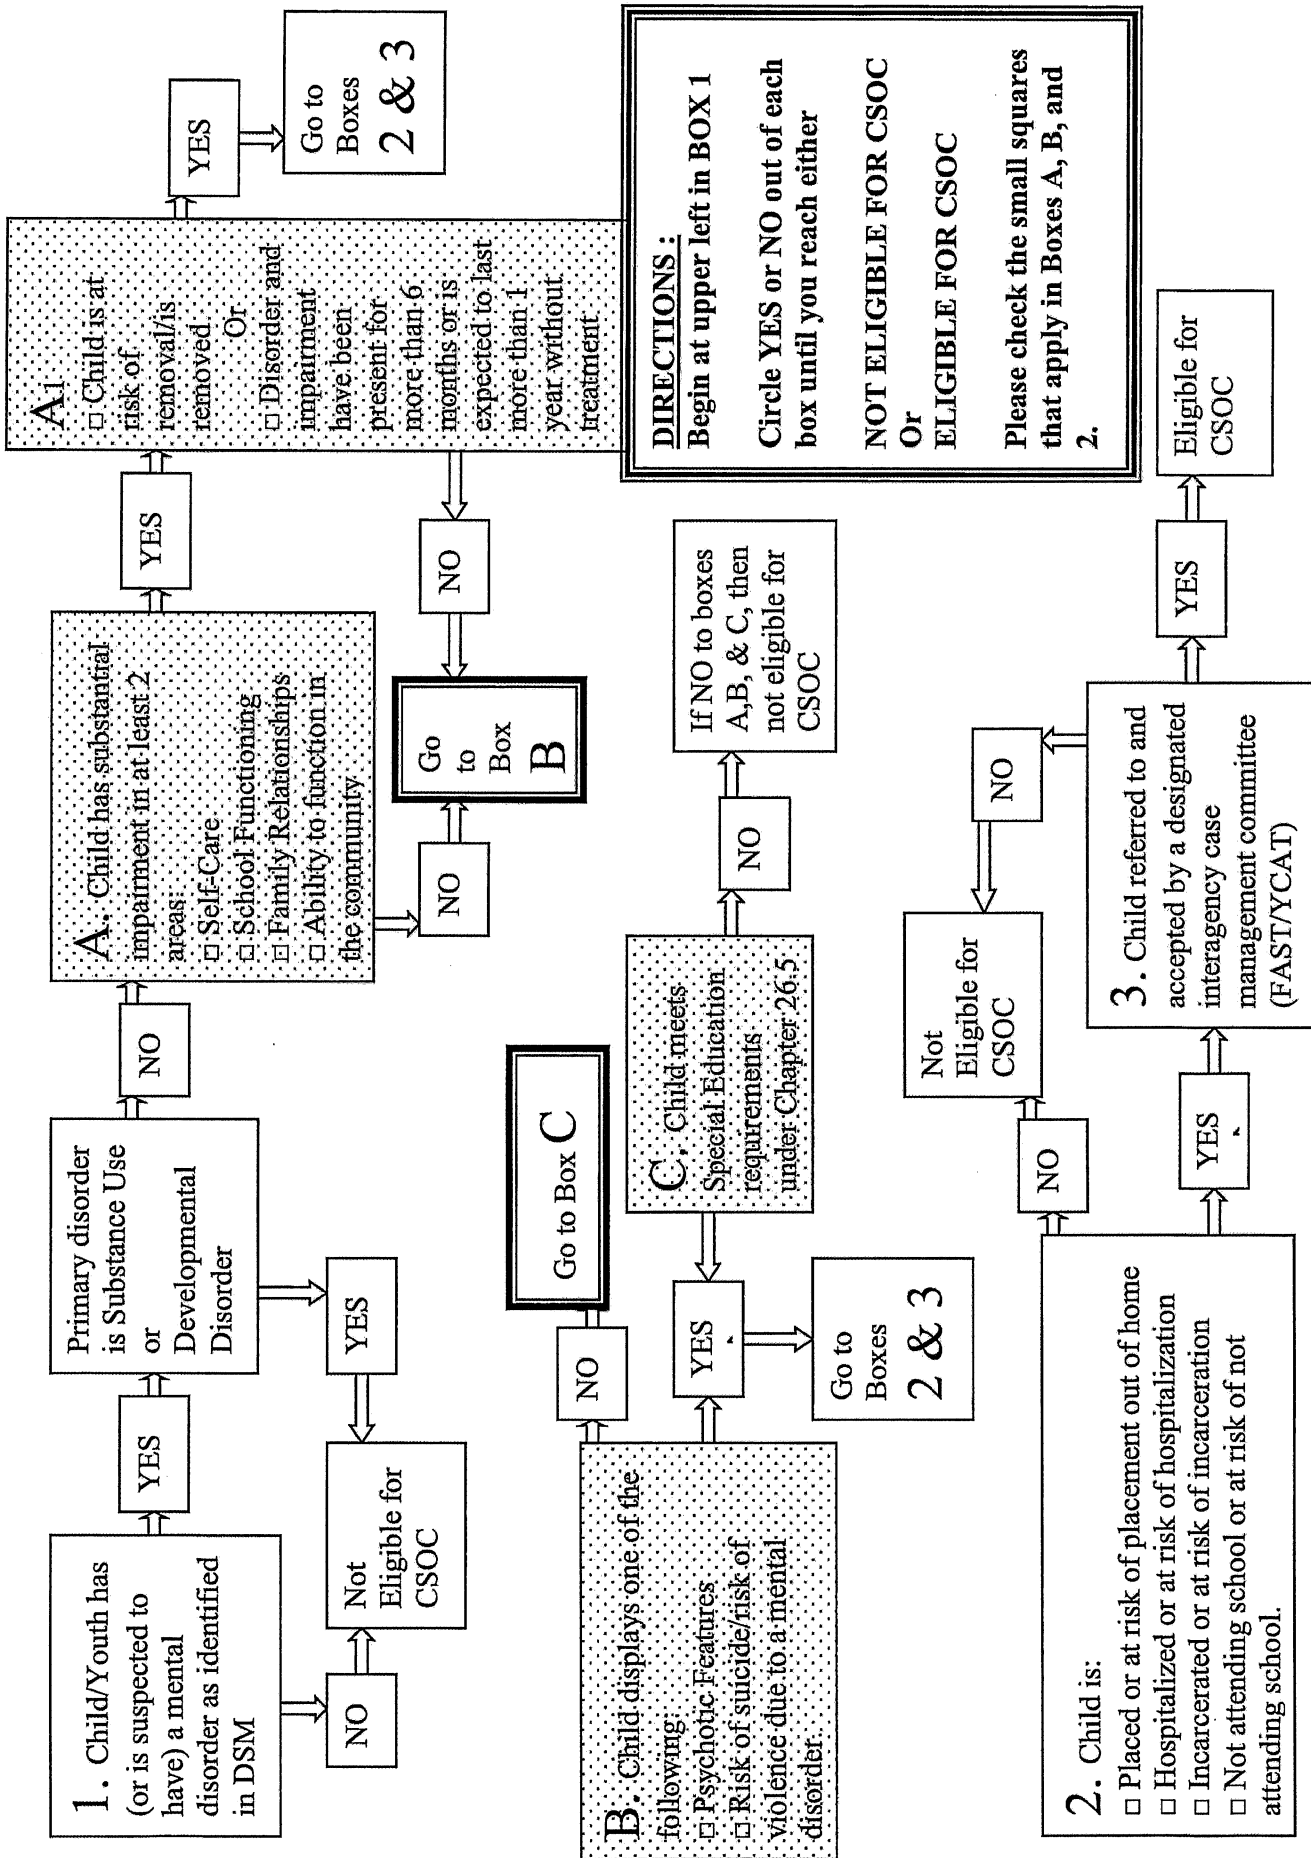 1. Child/Youth has
(or is suspected to
have) a mental
disorder as identified
in DSM
YES
NO
Primary disorder
is Substance Use
or
Developmental
Disorder
NO
YES
Not
Eligible for
CSOC
A. Child has substantial
impairment in at least 2
areas:
□ Self-Care
□ School Functioning
□ Family Relationships
□ Ability to function in
the community
YES
NO
A1
□ Child is at
risk of
removal/is
removed
Or
□ Disorder and
impairment
have been
present for
more than 6
months or is
expected to last
more than 1
year without
treatment
YES
Go to
Boxes
2 & 3
NO
Go
to
Box
B
B. Child displays one of the
following:
□ Psychotic Features
□ Risk of suicide/risk of
violence due to a mental
disorder.
NO
Go to Box C
YES
Go to
Boxes
2 & 3
C. Child meets
Special Education
requirements
under Chapter 26.5
NO
If NO to boxes
A,B, & C, then
not eligible for
CSOC
DIRECTIONS :
Begin at upper left in BOX 1
Circle YES or NO out of each
box until you reach either
NOT ELIGIBLE FOR CSOC
Or
ELIGIBLE FOR CSOC
Please check the small squares
that apply in Boxes A, B, and
2.
2. Child is:
□ Placed or at risk of placement out of home
□ Hospitalized or at risk of hospitalization
□ Incarcerated or at risk of incarceration
□ Not attending school or at risk of not
attending school.
NO
Not
Eligible for
CSOC
YES
3. Child referred to and
accepted by a designated
interagency case
management committee
(FAST/YCAT)
NO
YES
Eligible for
CSOC